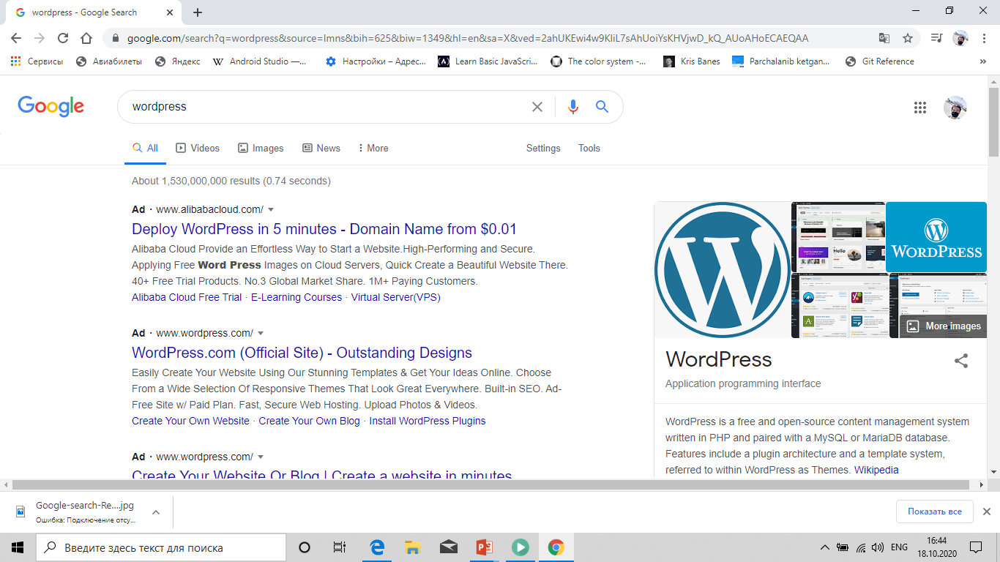 wordpress - Google Search
google.com/search?q=wordpress&source=lmns&bih=625&biw=1349&hl=en&sa=X&ved=2ahUKEwi4w9KIiL7sAhUoiYsKHVjwD_kQ_AUoAHoECAEQAA
Сервисы Авиабилеты Яндекс Android Studio —... Настройки – Адрес... Learn Basic JavaScri... The color system -... Kris Banes Parchalanib ketgan... Git Reference »
Google wordpress
All Videos Images News More Settings Tools
About 1,530,000,000 results (0.74 seconds)
Ad · www.alibabacloud.com/
Deploy WordPress in 5 minutes - Domain Name from $0.01
Alibaba Cloud Provide an Effortless Way to Start a Website.High-Performing and Secure.
Applying Free Word Press Images on Cloud Servers, Quick Create a Beautiful Website There.
40+ Free Trial Products. No.3 Global Market Share. 1M+ Paying Customers.
Alibaba Cloud Free Trial · E-Learning Courses · Virtual Server(VPS)
Ad · www.wordpress.com/
WordPress.com (Official Site) - Outstanding Designs
Easily Create Your Website Using Our Stunning Templates & Get Your Ideas Online. Choose
From a Wide Selection Of Responsive Themes That Look Great Everywhere. Built-in SEO. Ad-
Free Site w/ Paid Plan. Fast, Secure Web Hosting. Upload Photos & Videos.
Create Your Own Website · Create Your Own Blog · Install WordPress Plugins
Ad · www.wordpress.com/
Create Your Website Or Blog | Create a website in minutes
WORDPRESS
Hello
More images
WordPress
Application programming interface
WordPress is a free and open-source content management system
written in PHP and paired with a MySQL or MariaDB database.
Features include a plugin architecture and a template system,
referred to within WordPress as Themes. Wikipedia
Google-search-Re....jpg
Ошибка: Подключение отсу...
Показать все
Введите здесь текст для поиска
ENG
16:44
18.10.2020